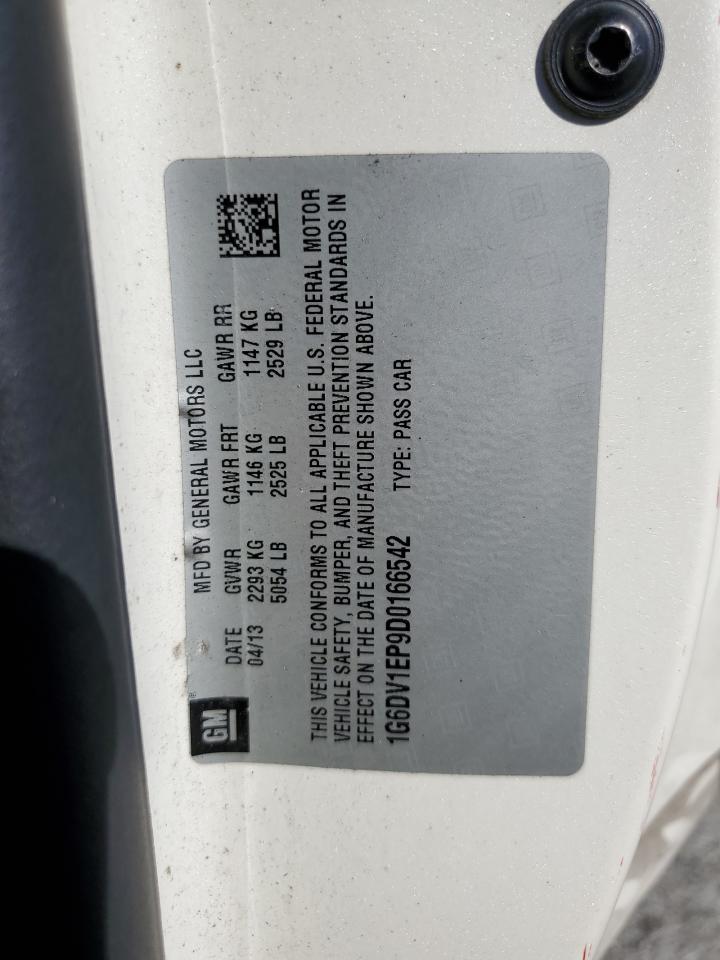 GM ®
MFD BY GENERAL MOTORS LLC
DATE GVWR GAWR FRT GAWR RR
04/13 2293 KG 1146 KG 1147 KG
5054 LB 2525 LB 2529 LB
THIS VEHICLE CONFORMS TO ALL APPLICABLE U.S. FEDERAL MOTOR
VEHICLE SAFETY, BUMPER, AND THEFT PREVENTION STANDARDS IN
EFFECT ON THE DATE OF MANUFACTURE SHOWN ABOVE.
1G6DV1EP9D0166542 TYPE: PASS CAR